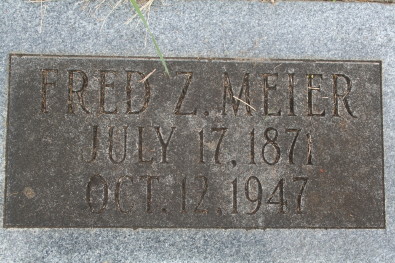 FRED Z. MEIER
JULY 17, 1871
OCT. 12, 1947